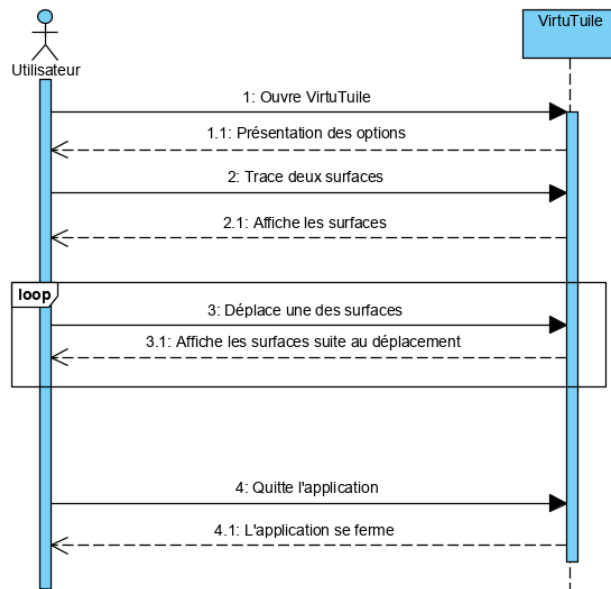 VirtuTuile
Utilisateur
1: Ouvre VirtuTuile
1.1: Présentation des options
2: Trace deux surfaces
2.1: Affiche les surfaces
loop
3: Déplace une des surfaces
3.1: Affiche les surfaces suite au déplacement
4: Quitte l'application
4.1: L'application se ferme